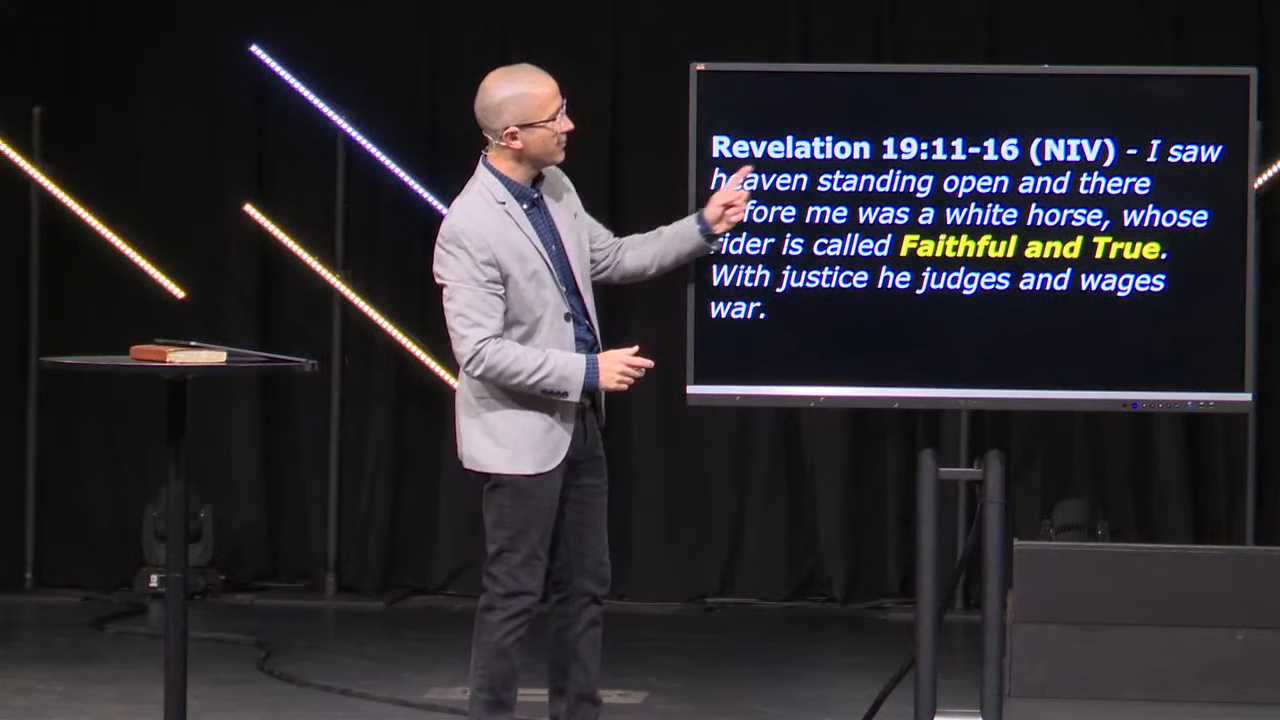 Revelation 19:11-16 (NIV) - I saw
heaven standing open and there
me was a white horse, whose
is called Faithful and True.
With justice he judges and wages
war.